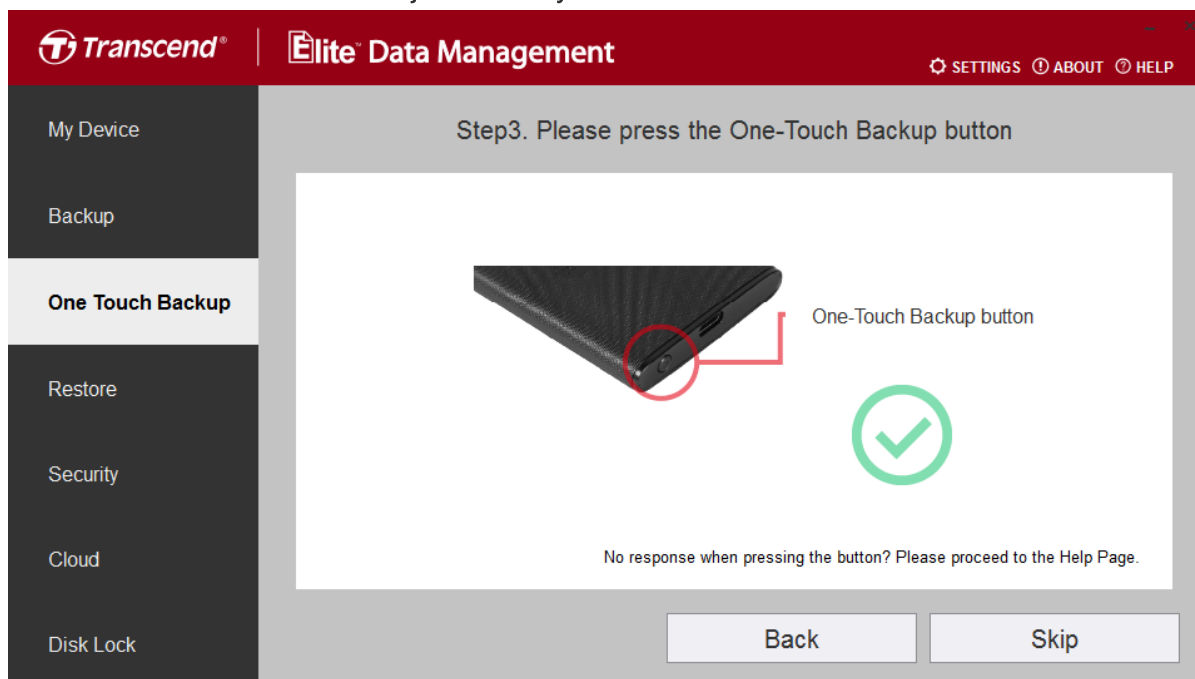 Transcend®
Elite™ Data Management
SETTINGS ABOUT HELP
My Device
Backup
One Touch Backup
Restore
Security
Cloud
Disk Lock
Step3. Please press the One-Touch Backup button
One-Touch Backup button
No response when pressing the button? Please proceed to the Help Page.
Back
Skip